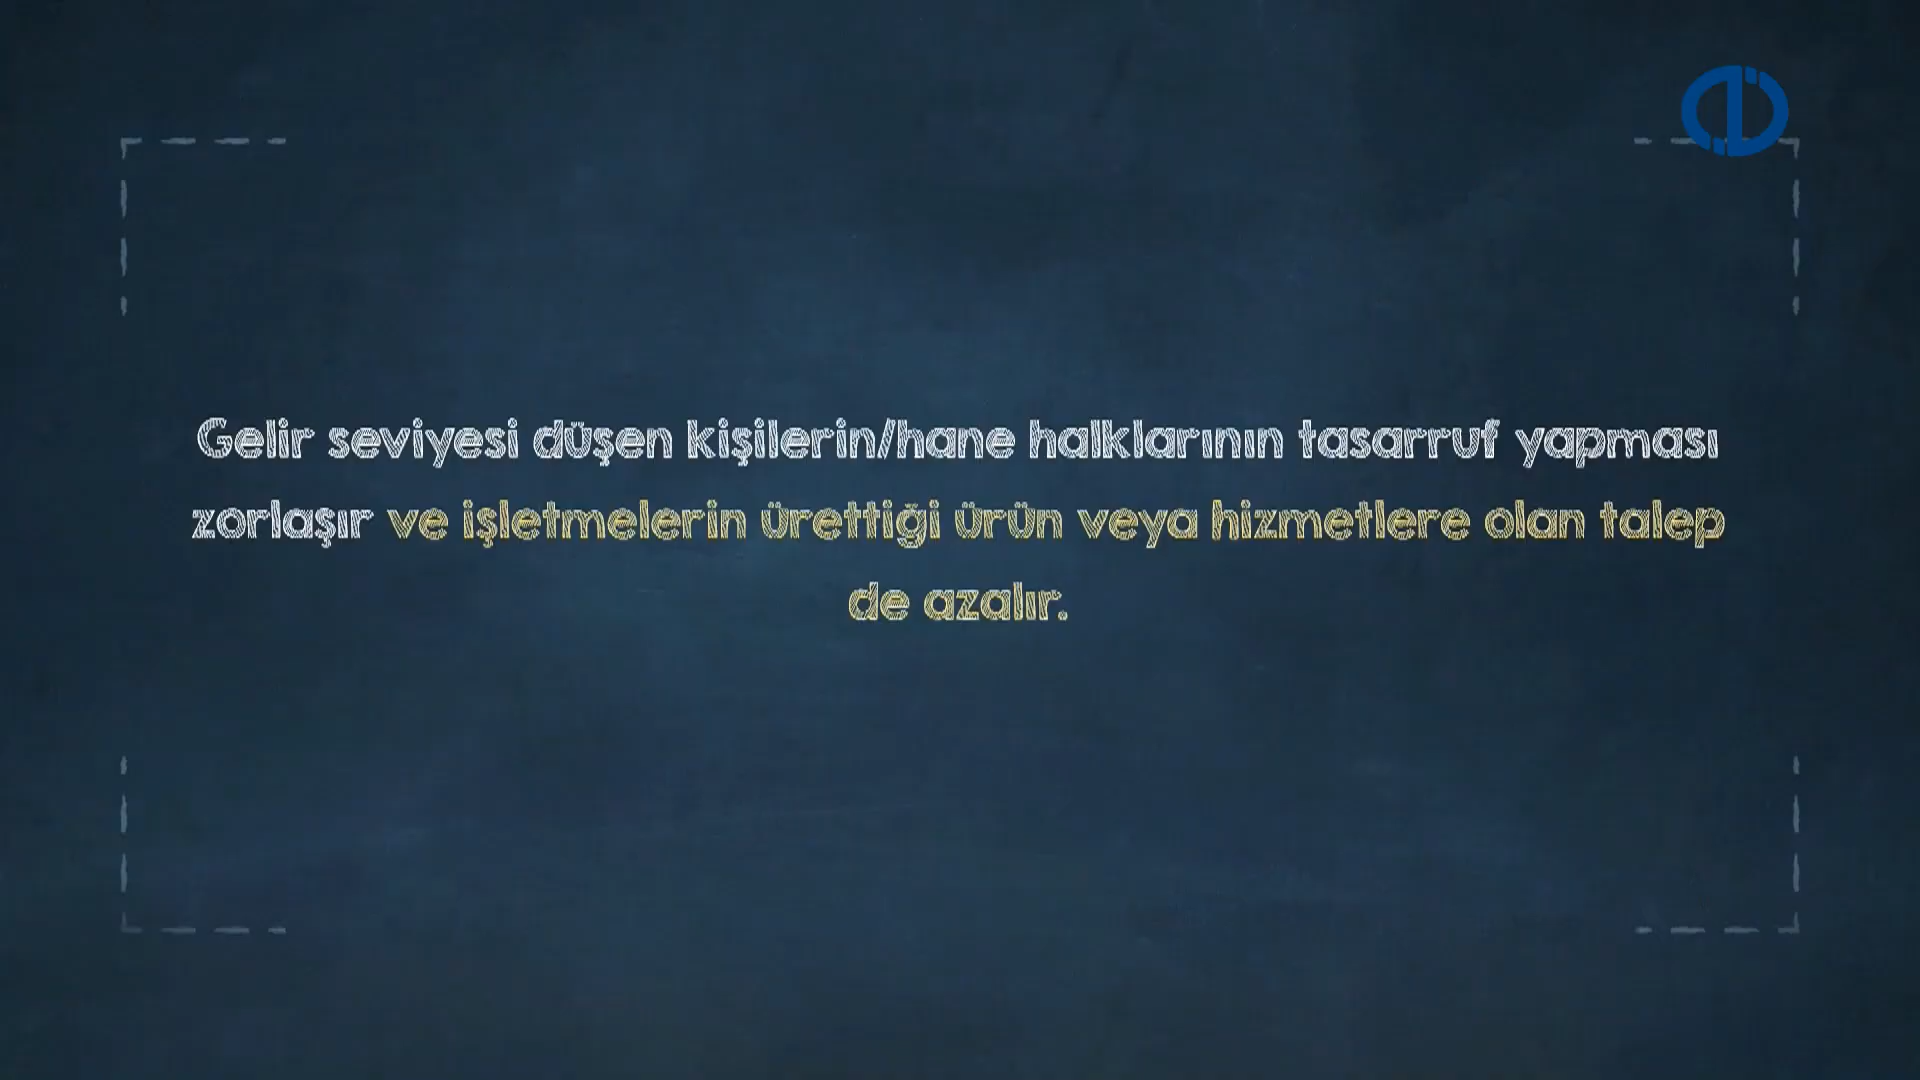 Gelir seviyesi düşen kişilerin/hane halklarının tasarruf yapması
zorlaşır ve işletmelerin ürettiği ürün veya hizmetlere olan talep
de azalır.